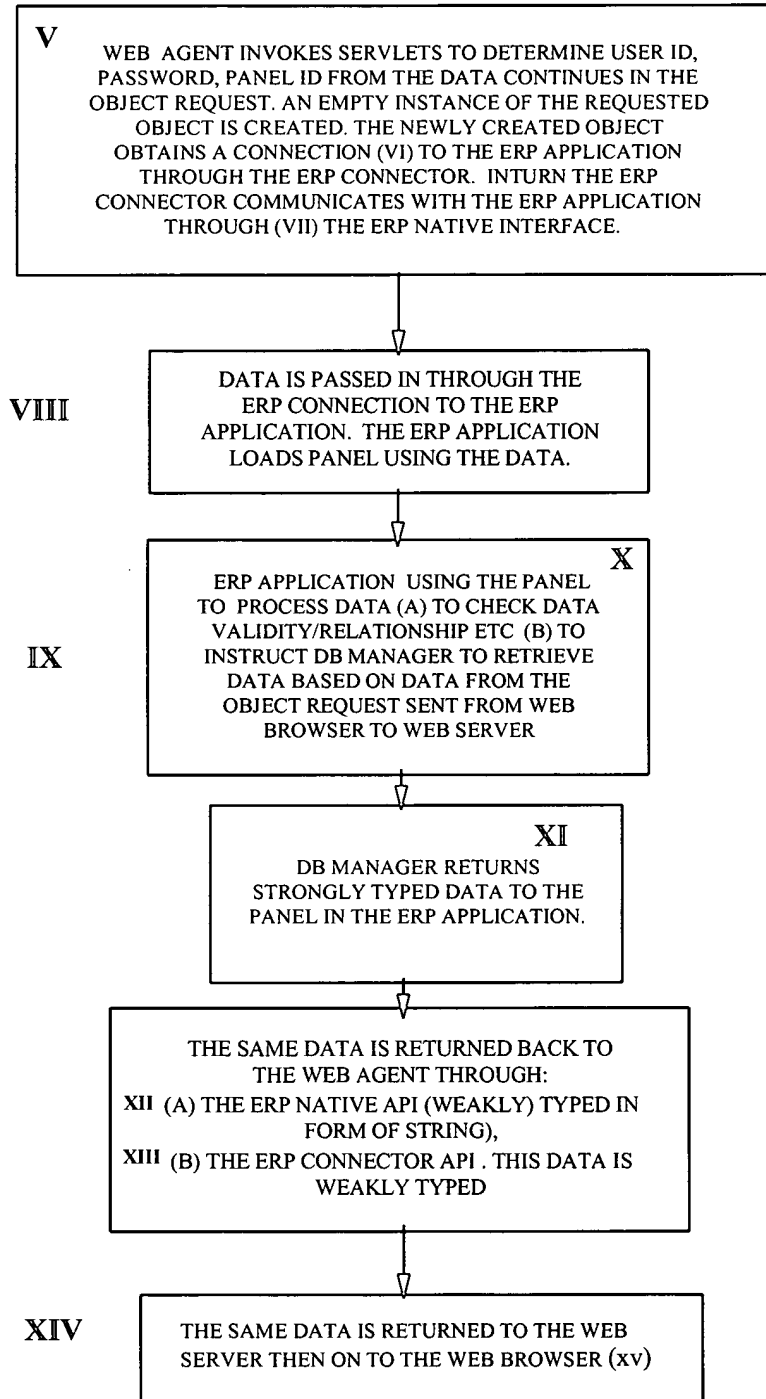 V
WEB AGENT INVOKES SERVLETS TO DETERMINE USER ID,
PASSWORD, PANEL ID FROM THE DATA CONTINUES IN THE
OBJECT REQUEST. AN EMPTY INSTANCE OF THE REQUESTED
OBJECT IS CREATED. THE NEWLY CREATED OBJECT
OBTAINS A CONNECTION (VI) TO THE ERP APPLICATION
THROUGH THE ERP CONNECTOR. INTURN THE ERP
CONNECTOR COMMUNICATES WITH THE ERP APPLICATION
THROUGH (VII) THE ERP NATIVE INTERFACE.
VIII
DATA IS PASSED IN THROUGH THE
ERP CONNECTION TO THE ERP
APPLICATION. THE ERP APPLICATION
LOADS PANEL USING THE DATA.
IX
X
ERP APPLICATION USING THE PANEL
TO PROCESS DATA (A) TO CHECK DATA
VALIDITY/RELATIONSHIP ETC (B) TO
INSTRUCT DB MANAGER TO RETRIEVE
DATA BASED ON DATA FROM THE
OBJECT REQUEST SENT FROM WEB
BROWSER TO WEB SERVER
XI
DB MANAGER RETURNS
STRONGLY TYPED DATA TO THE
PANEL IN THE ERP APPLICATION.
THE SAME DATA IS RETURNED BACK TO
THE WEB AGENT THROUGH:
XII (A) THE ERP NATIVE API (WEAKLY) TYPED IN
FORM OF STRING),
XIII (B) THE ERP CONNECTOR API . THIS DATA IS
WEAKLY TYPED
XIV
THE SAME DATA IS RETURNED TO THE WEB
SERVER THEN ON TO THE WEB BROWSER (XV)